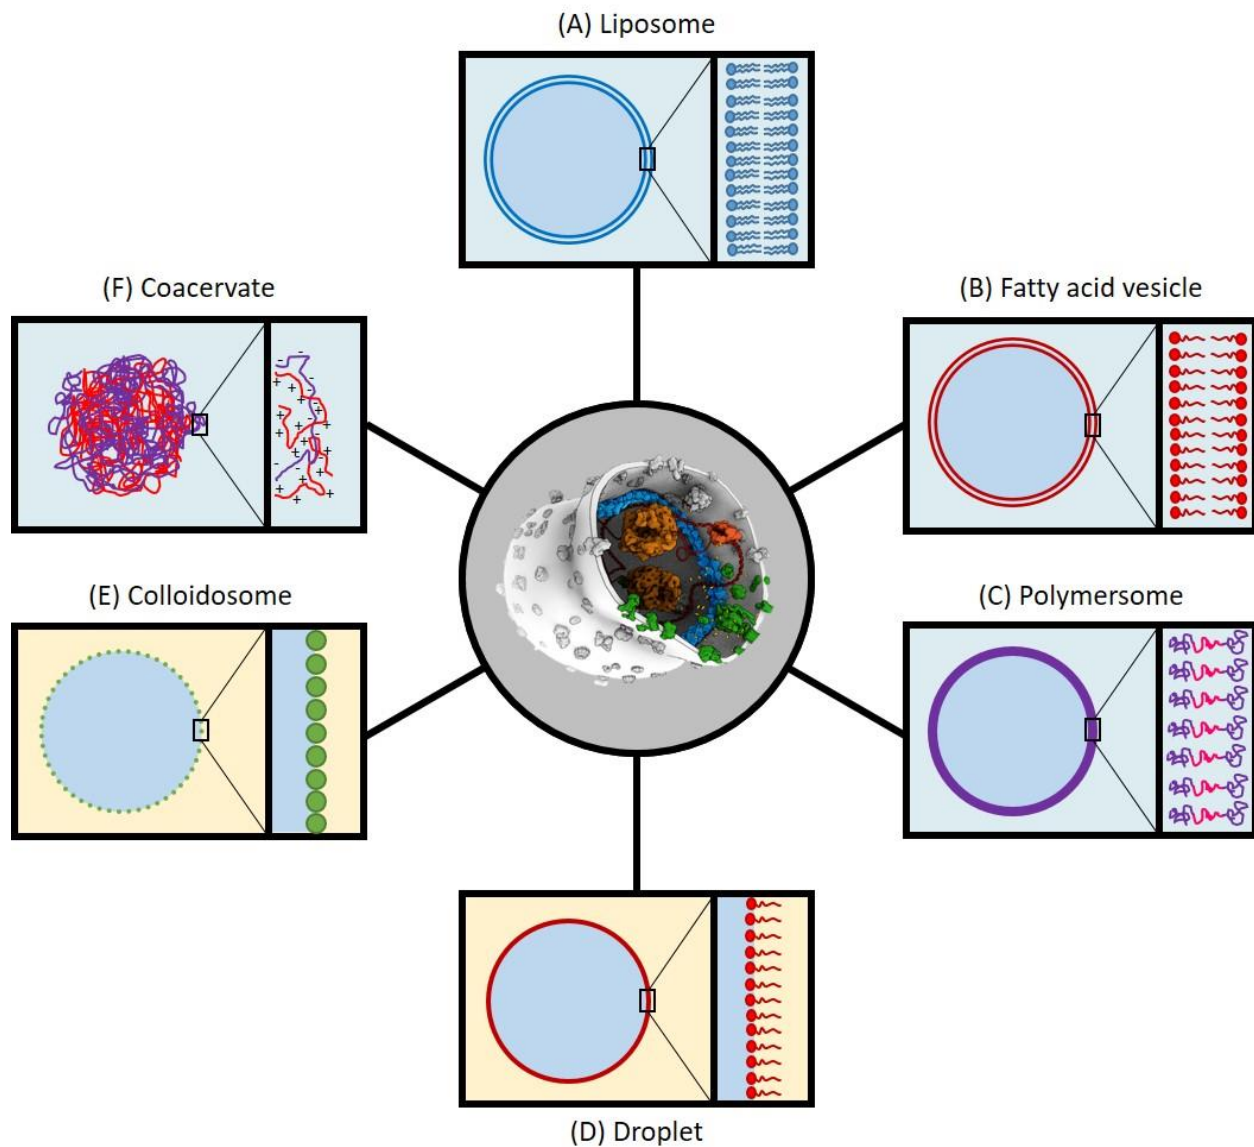 (A) Liposome
(F) Coacervate
(B) Fatty acid vesicle
(E) Colloidosome
(C) Polymersome
(D) Droplet